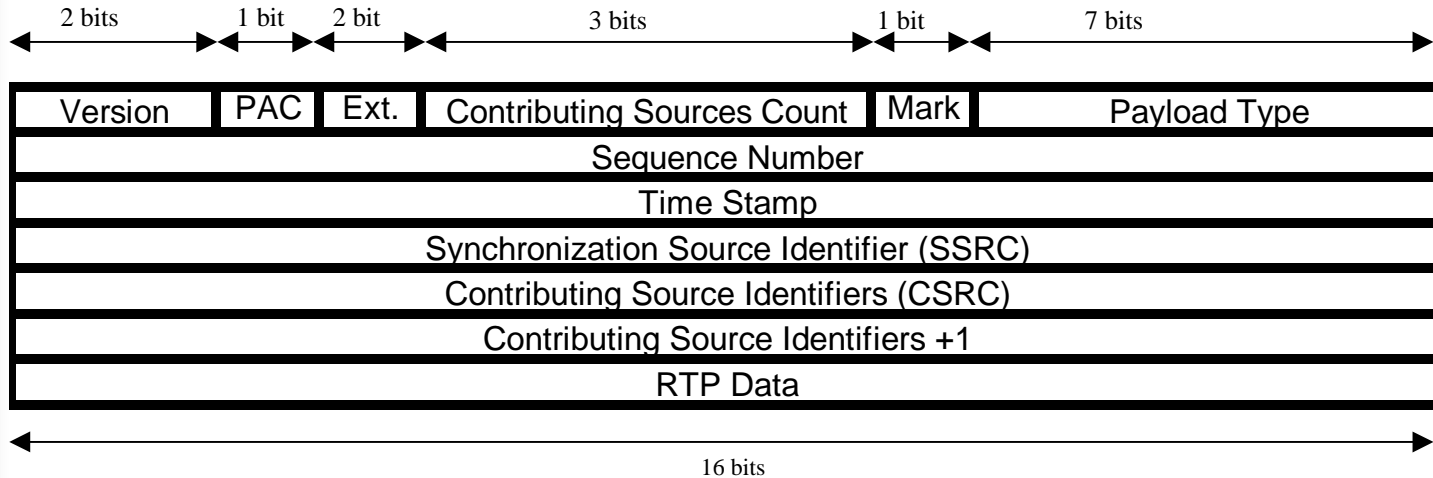 2 bits 1 bit 2 bit 3 bits 1 bit 7 bits
Version PAC Ext. Contributing Sources Count Mark Payload Type
Sequence Number
Time Stamp
Synchronization Source Identifier (SSRC)
Contributing Source Identifiers (CSRC)
Contributing Source Identifiers +1
RTP Data
16 bits